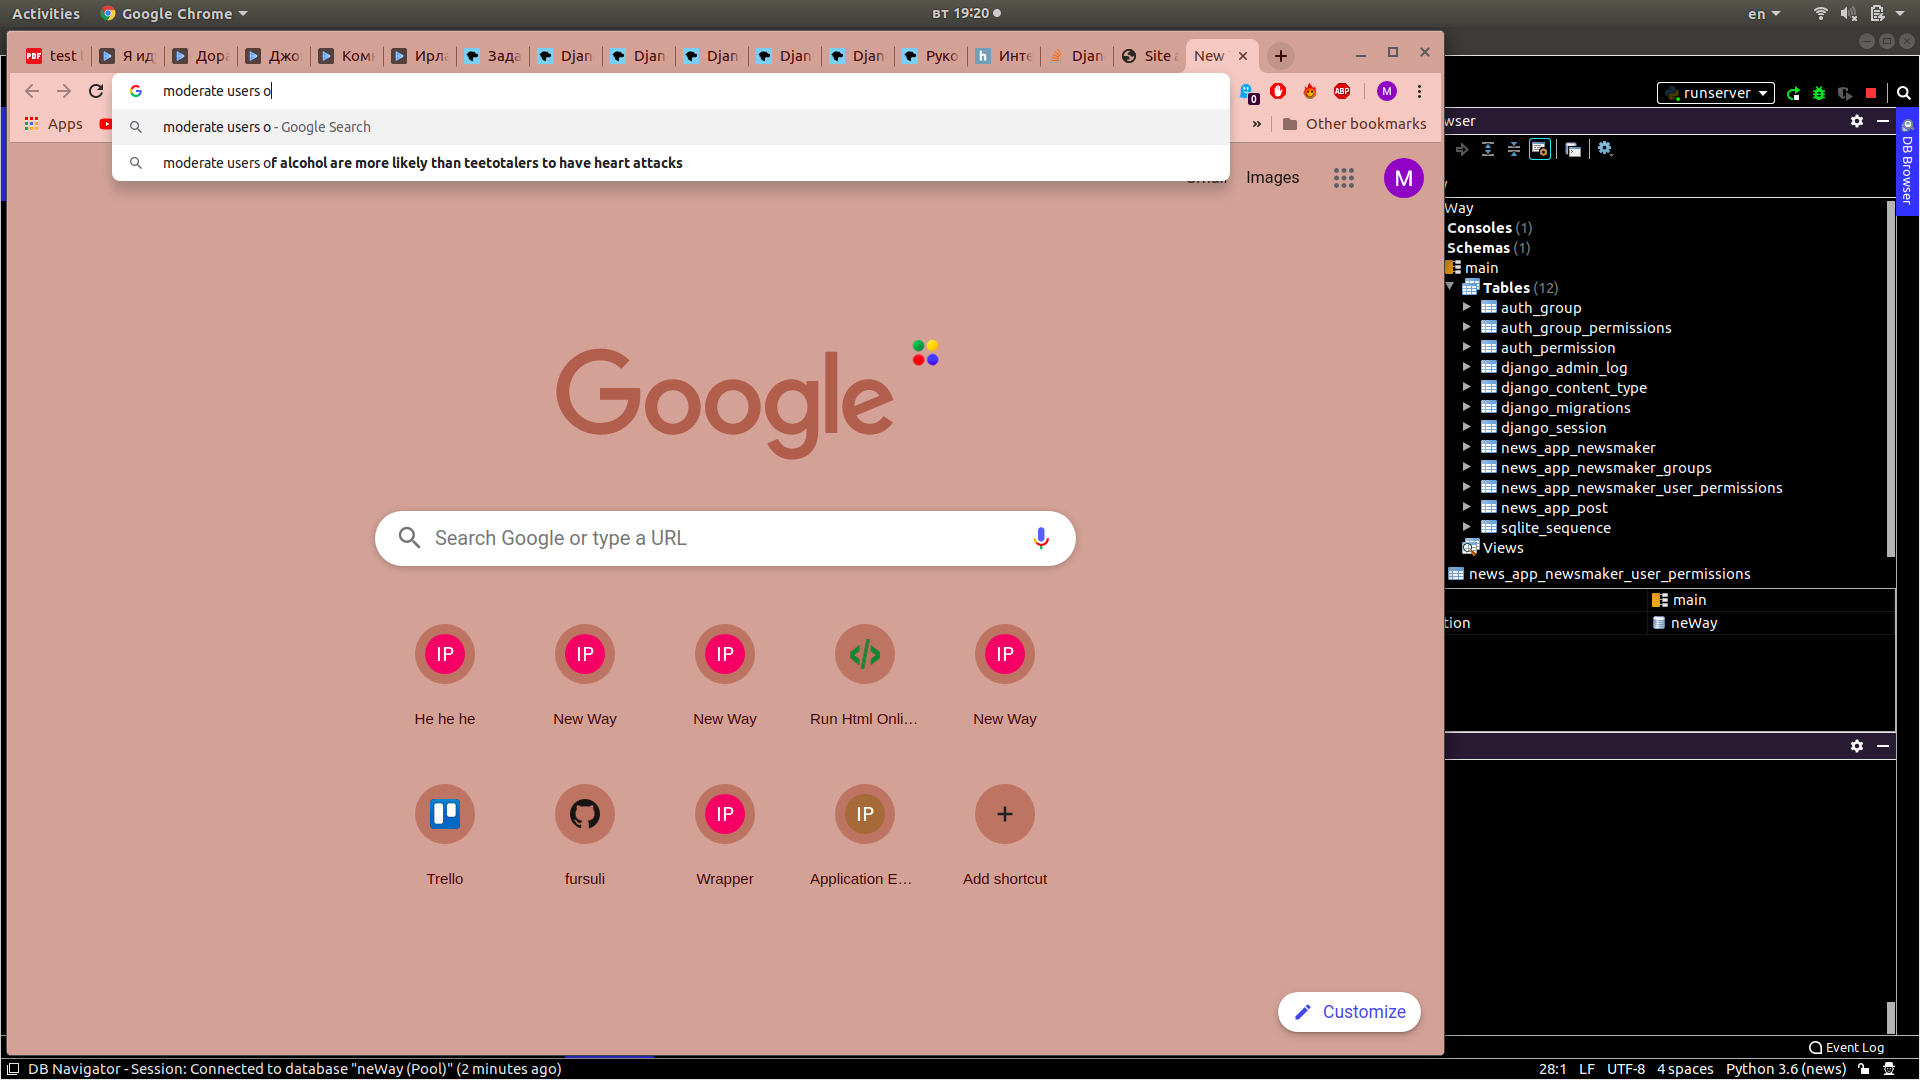 Activities Google Chrome вт 19:20 en
test Я ид Дор Джо Ком Ирл Зада Djan Djan Djan Djan Djan Руко Инте Djan Site New
moderate users o 0 ABP M runserver
Apps » Other bookmarks wser
moderate users o - Google Search
moderate users of alcohol are more likely than teetotalers to have heart attacks
Gmail Images M
DB Browser
Way
Consoles (1)
Schemas (1)
main
Tables (12)
auth_group
auth_group_permissions
auth_permission
django_admin_log
django_content_type
django_migrations
django_session
news_app_newsmaker
news_app_newsmaker_groups
news_app_newsmaker_user_permissions
news_app_post
sqlite_sequence
Views
news_app_newsmaker_user_permissions
main
tion neWay
Google
Search Google or type a URL
IP IP IP IP
He he he New Way New Way Run Html Onli… New Way
IP IP
Trello fursuli Wrapper Application E… Add shortcut
Customize
Event Log
DB Navigator - Session: Connected to database "neWay (Pool)" (2 minutes ago) 28:1 LF UTF-8 4 spaces Python 3.6 (news)